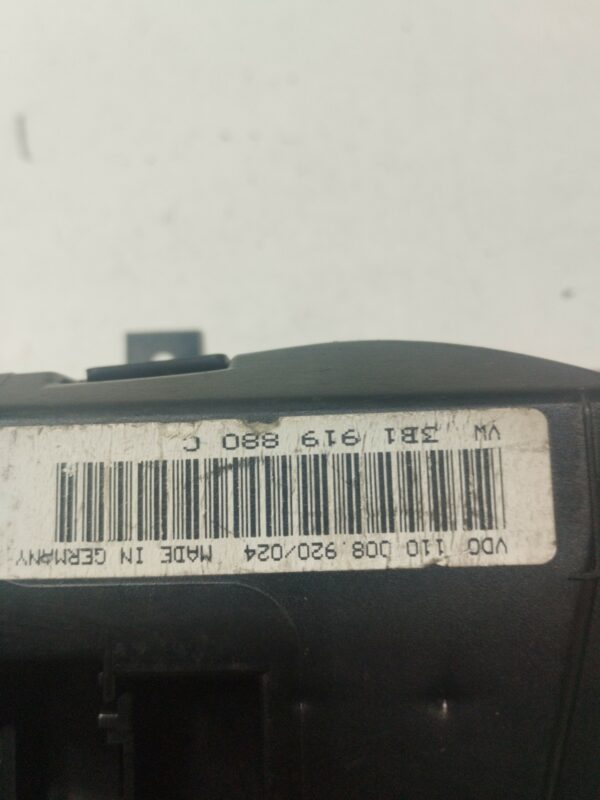 VW 3B1 919 880 C
VDO 110 008.920/024 MADE IN GERMANY